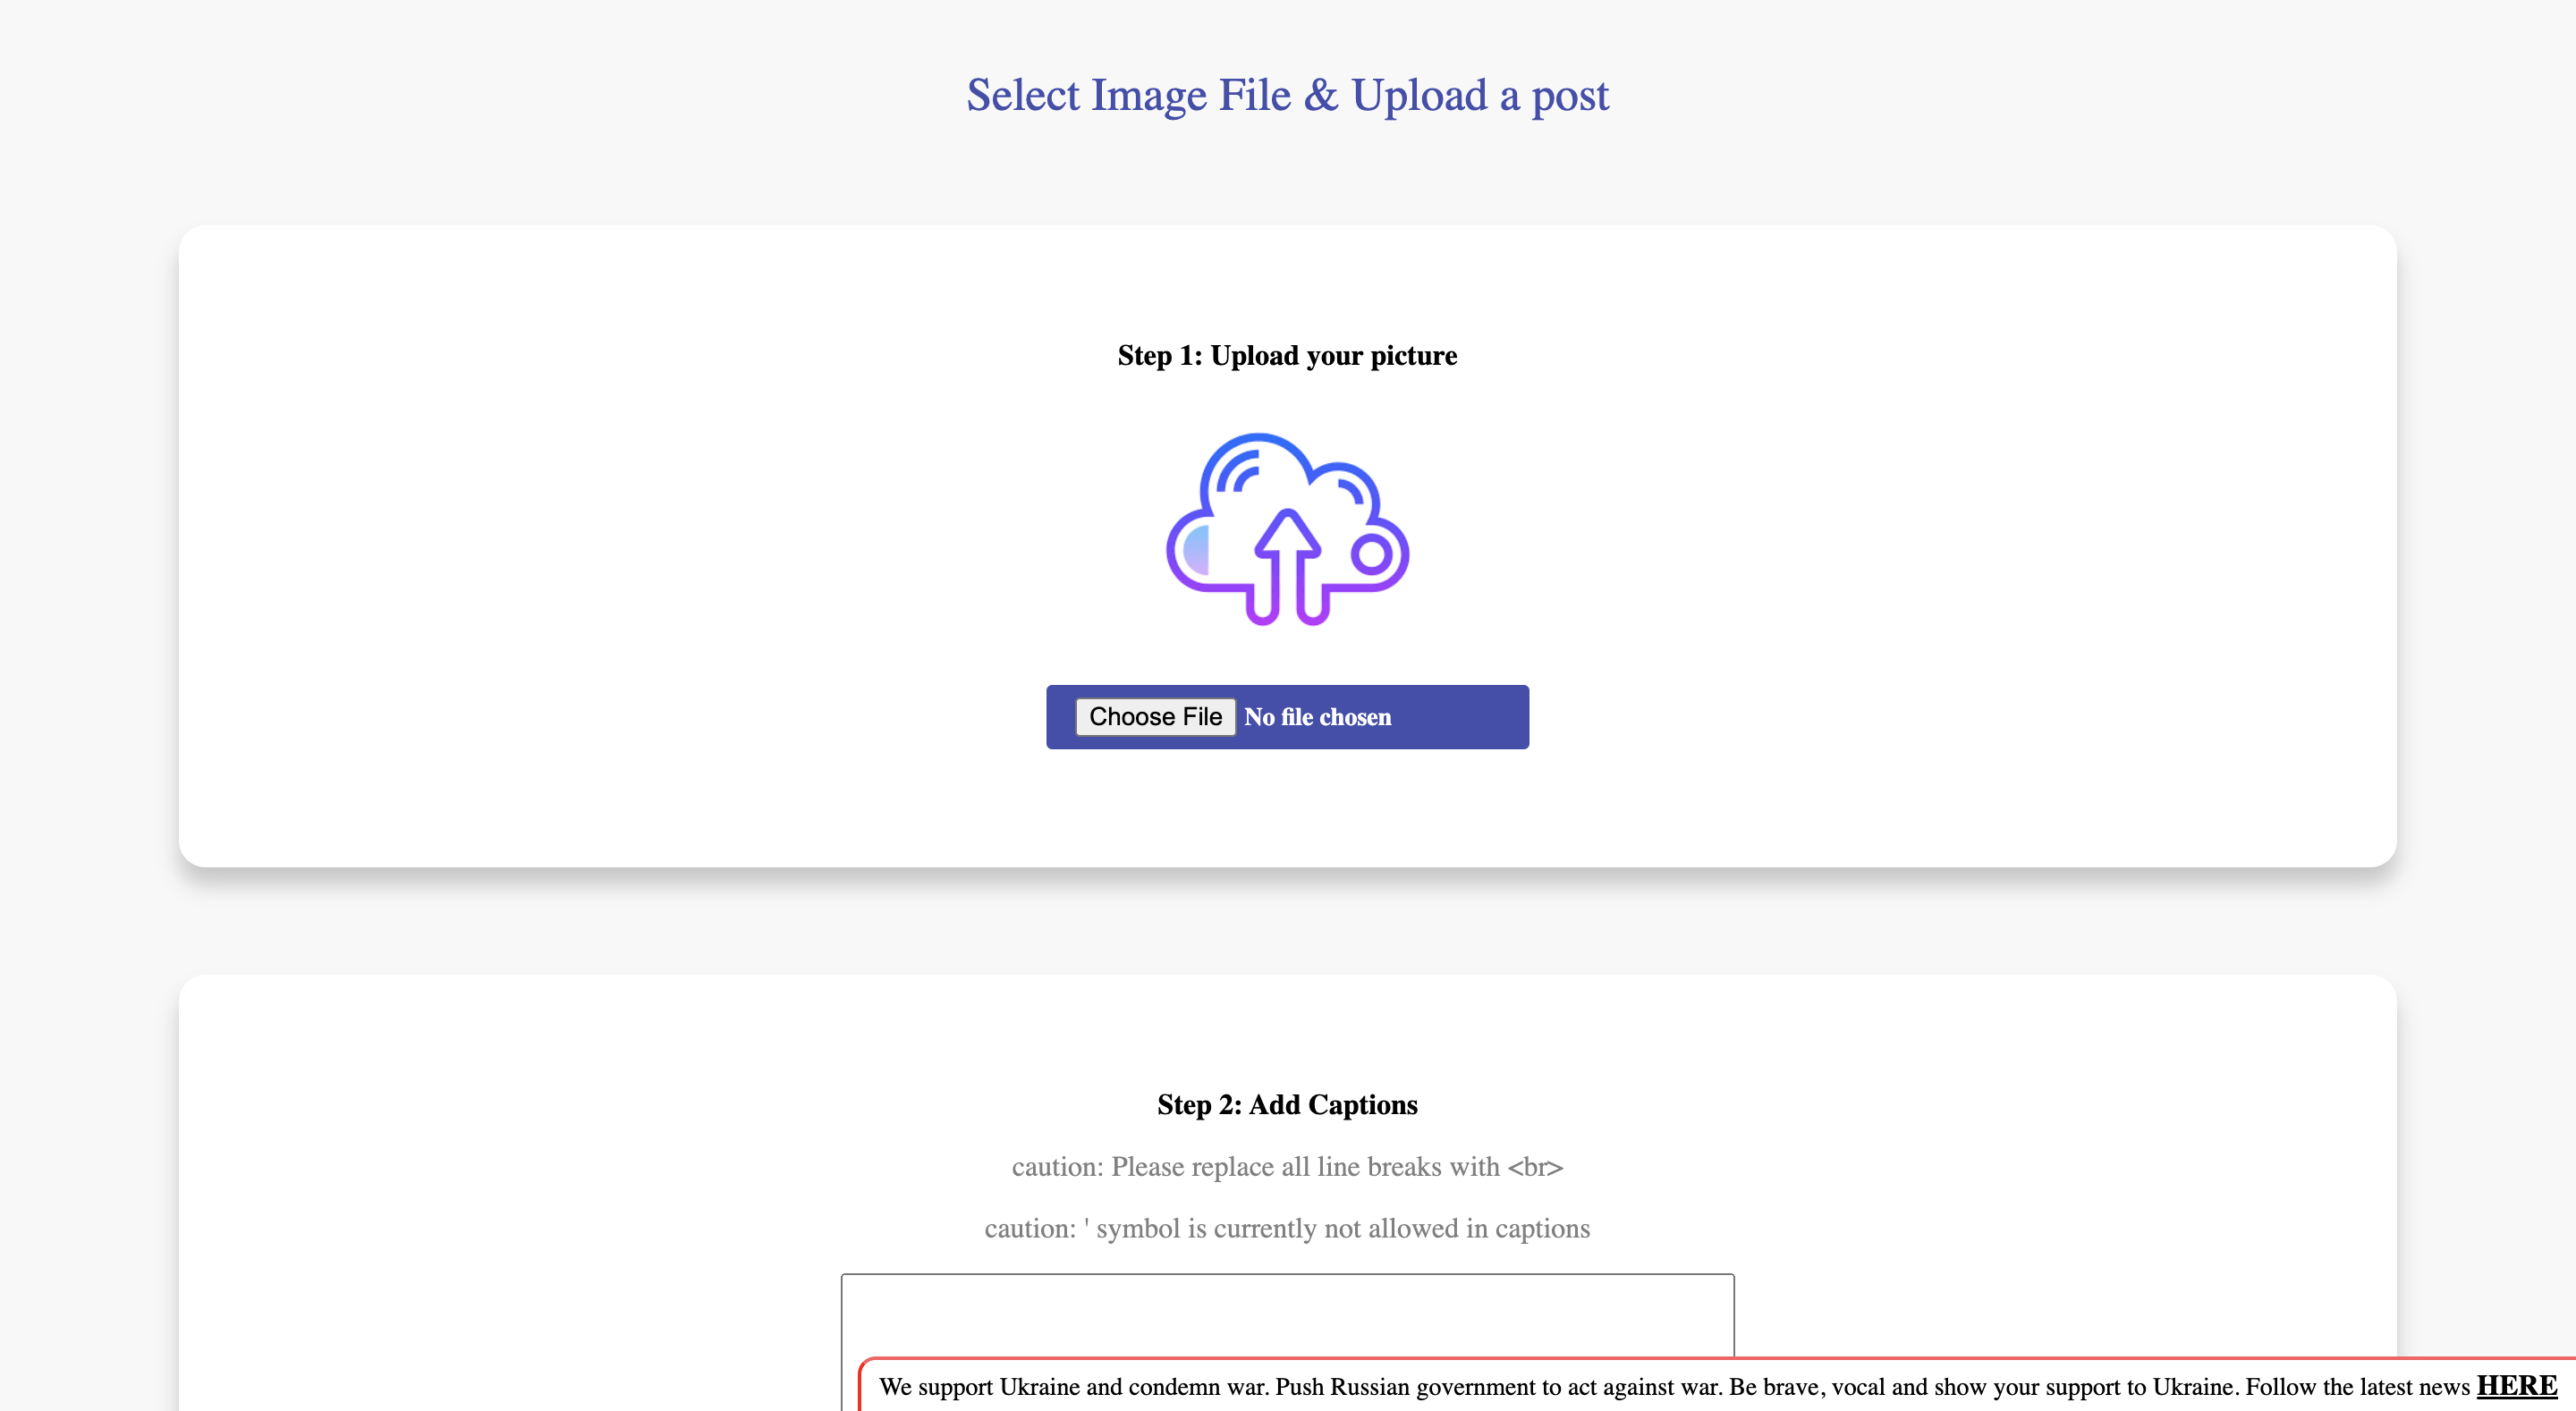 Select Image File & Upload a post
Step 1: Upload your picture
Choose File No file chosen
Step 2: Add Captions
caution: Please replace all line breaks with <br>
caution: ' symbol is currently not allowed in captions
We support Ukraine and condemn war. Push Russian government to act against war. Be brave, vocal and show your support to Ukraine. Follow the latest news HERE